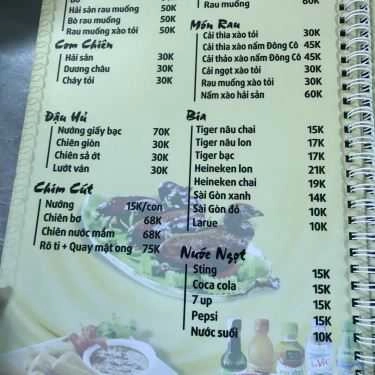 Hải sản rau muống 50K
Bò rau muống 50K
Rau muống xào tỏi 30K
Cơm Chiên
Hải sản 30K
Dương châu 30K
Cháy tỏi 30K
Đậu Hủ
Nướng giấy bạc 70K
Chiên giòn 30K
Chiên sả ớt 30K
Lướt ván 30K
Chim Cút
Nướng 15K/con
Chiên bơ 68K
Chiên nước mắm 68K
Rô ti + Quay mật ong 75K
Rau muống 60K
Món Rau
Cải thìa xào tỏi 30K
Cải thìa xào nấm Đông Cô 45K
Cải thảo xào nấm Đông Cô 45K
Cải ngọt xào tỏi 30K
Rau muống xào tỏi 30K
Nấm xào hải sản 60K
Bia
Tiger nâu chai 15K
Tiger nâu lon 17K
Tiger bạc 17K
Heineken lon 21K
Heineken chai 19K
Sài Gòn xanh 14K
Sài Gòn đỏ 10K
Larue 10K
Nước Ngọt
Sting 15K
Coca cola 15K
7 up 15K
Pepsi 15K
Nước suối 10K